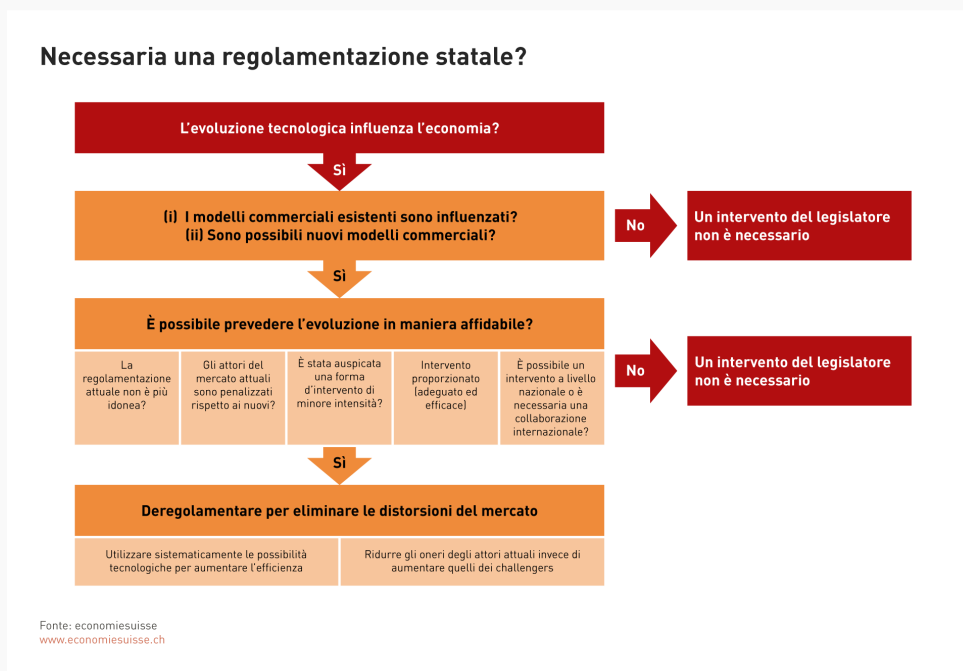 Necessaria una regolamentazione statale?
L'evoluzione tecnologica influenza l'economia?
Sì
(i) I modelli commerciali esistenti sono influenzati?
(ii) Sono possibili nuovi modelli commerciali?
No
Un intervento del legislatore
non è necessario
Sì
È possibile prevedere l'evoluzione in maniera affidabile?
La
regolamentazione
attuale non è più
idonea?
Gli attori del
mercato attuali
sono penalizzati
rispetto ai nuovi?
È stata auspicata
una forma
d'intervento di
minore intensità?
Intervento
proporzionato
(adeguato ed
efficace)
È possibile un
intervento a livello
nazionale o è
necessaria una
collaborazione
internazionale?
No
Un intervento del legislatore
non è necessario
Sì
Deregolamentare per eliminare le distorsioni del mercato
Utilizzare sistematicamente le possibilità
tecnologiche per aumentare l'efficienza
Ridurre gli oneri degli attori attuali invece di
aumentare quelli dei challengers
Fonte: economiesuisse
www.economiesuisse.ch